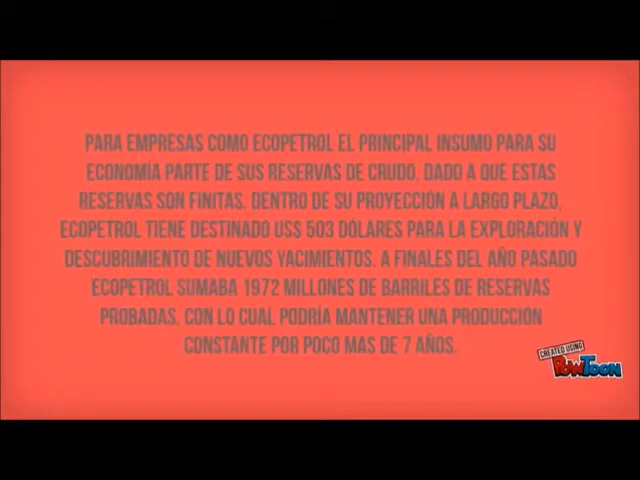 PARA EMPRESAS COMO ECOPETROL EL PRINCIPAL INSUMO PARA SU
ECONOMÍA PARTE DE SUS RESERVAS DE CRUDO, DADO A QUE ESTAS
RESERVAS SON FINITAS. DENTRO DE SU PROYECCIÓN A LARGO PLAZO,
ECOPETROL TIENE DESTINADO US$ 503 DÓLARES PARA LA EXPLORACIÓN Y
DESCUBRIMIENTO DE NUEVOS YACIMIENTOS. A FINALES DEL AÑO PASADO
ECOPETROL SUMABA 1972 MILLONES DE BARRILES DE RESERVAS
PROBADAS, CON LO CUAL PODRÍA MANTENER UNA PRODUCCIÓN
CONSTANTE POR POCO MAS DE 7 AÑOS.
CREATED USING
POWTOON